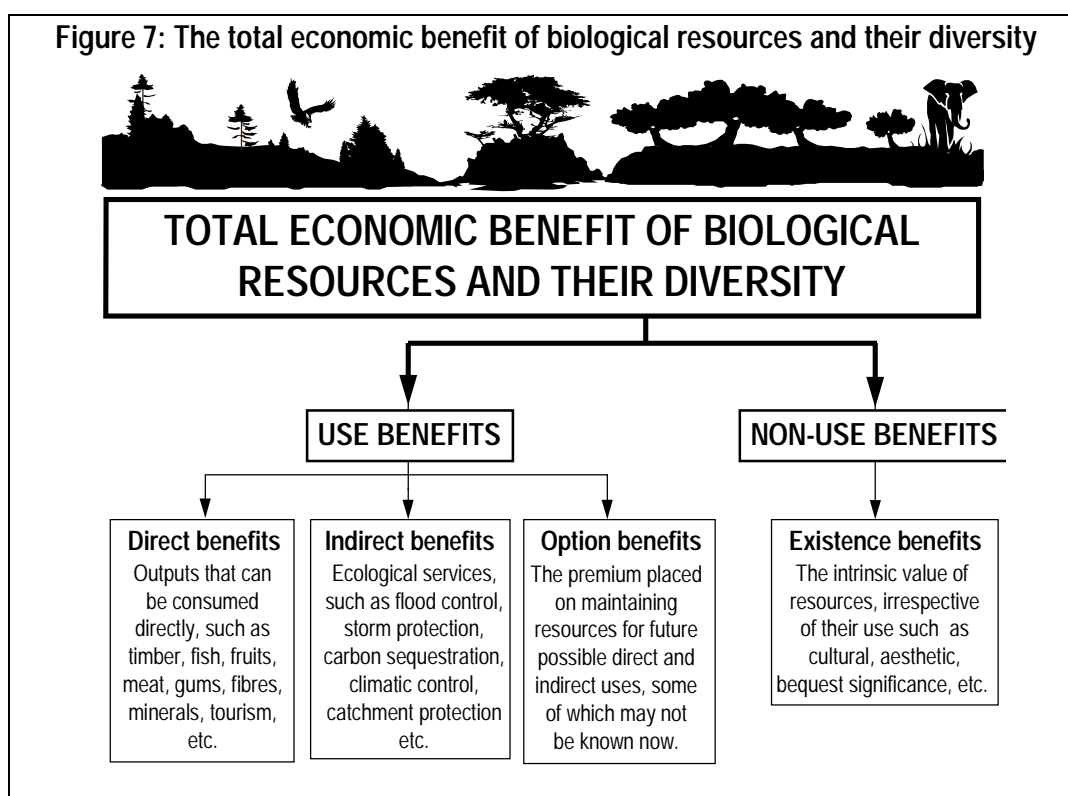 Figure 7: The total economic benefit of biological resources and their diversity
TOTAL ECONOMIC BENEFIT OF BIOLOGICAL
RESOURCES AND THEIR DIVERSITY
USE BENEFITS
NON-USE BENEFITS
Direct benefits
Outputs that can
be consumed
directly, such as
timber, fish, fruits,
meat, gums, fibres,
minerals, tourism,
etc.
Indirect benefits
Ecological services,
such as flood control,
storm protection,
carbon sequestration,
climatic control,
catchment protection
etc.
Option benefits
The premium placed
on maintaining
resources for future
possible direct and
indirect uses, some
of which may not
be known now.
Existence benefits
The intrinsic value of
resources, irrespective
of their use such as
cultural, aesthetic,
bequest significance, etc.